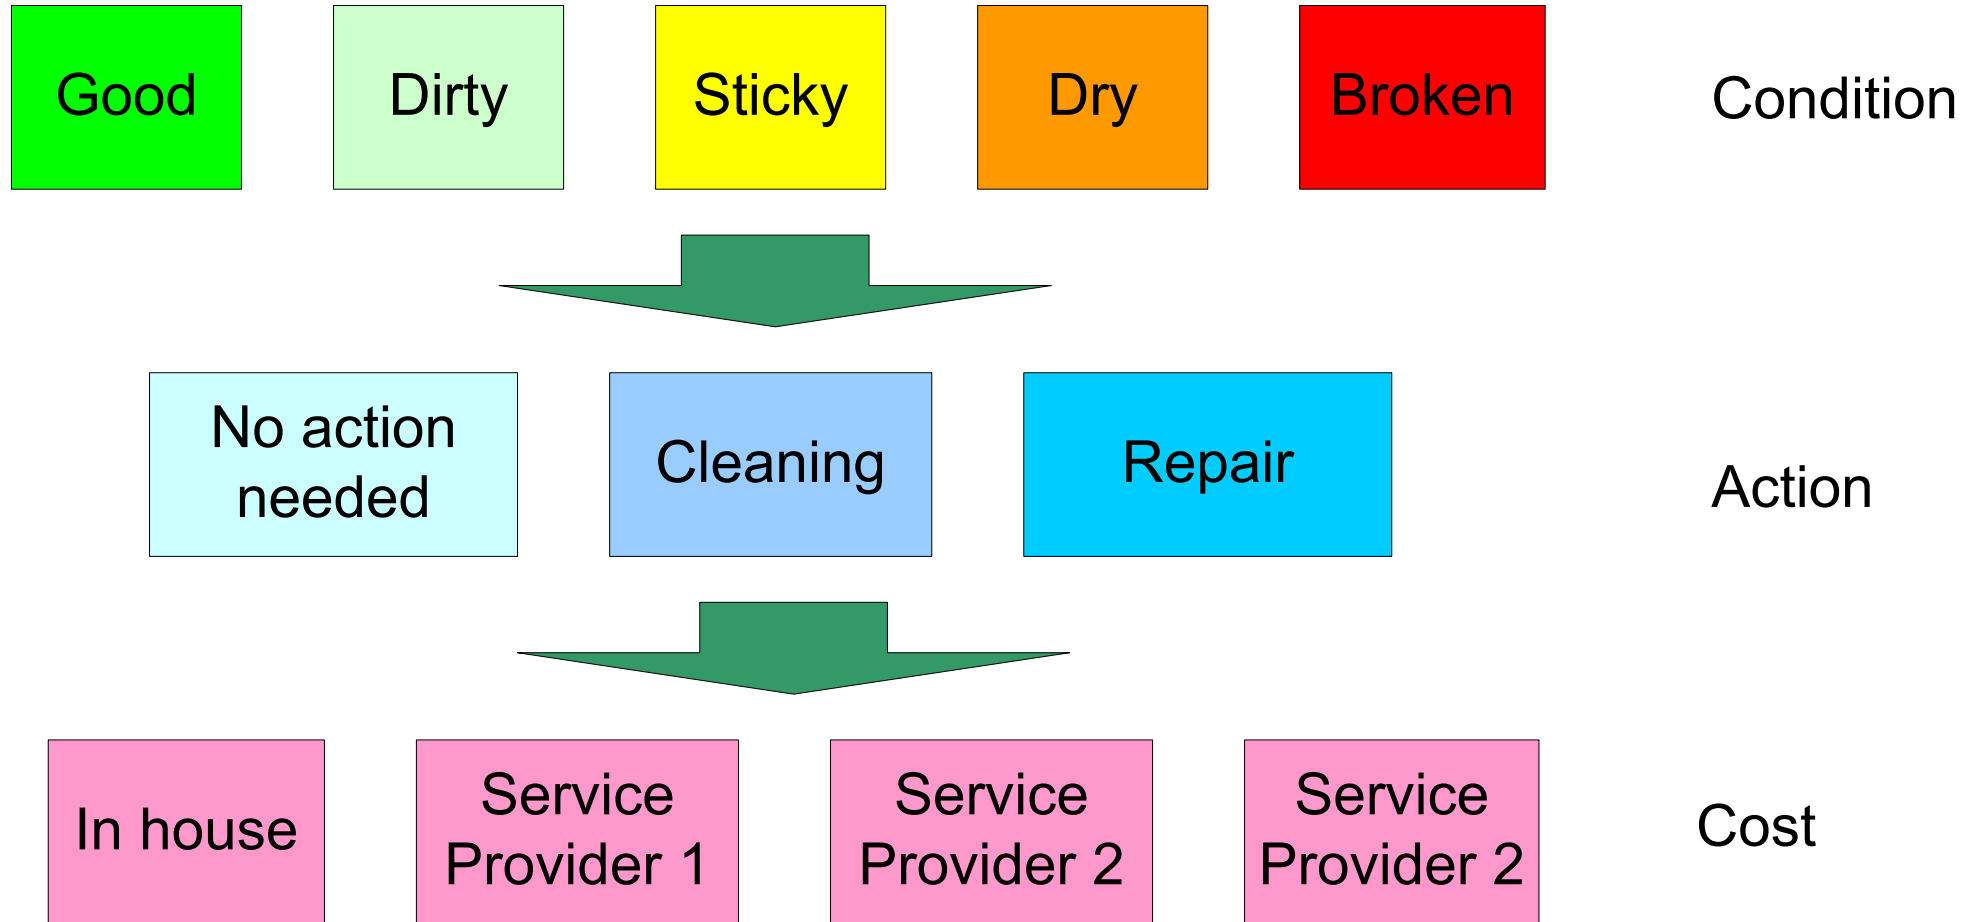 Good
Dirty
Sticky
Dry
Broken
Condition
No action
needed
Cleaning
Repair
Action
In house
Service
Provider 1
Service
Provider 2
Service
Provider 2
Cost